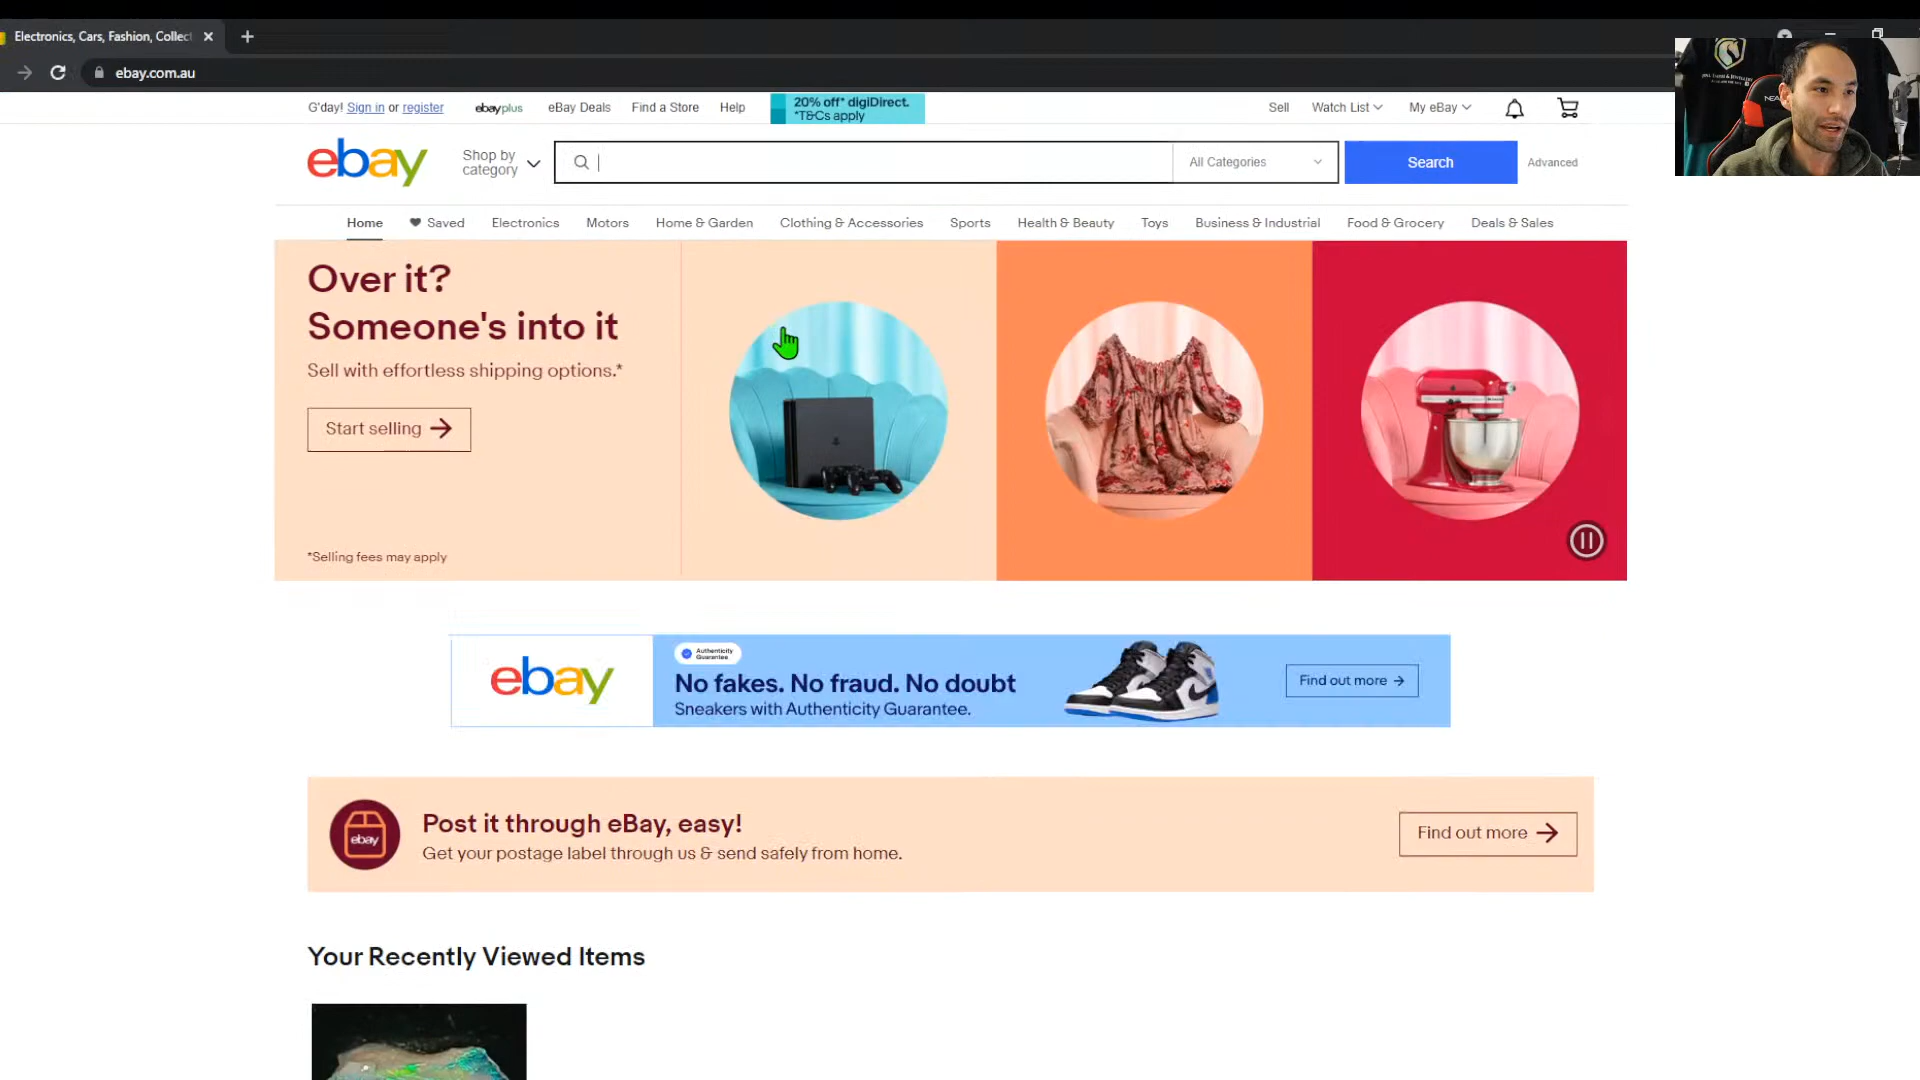 Electronics, Cars, Fashion, Collect
ebay.com.au
G'day! Sign in or register
ebayplus
eBay Deals
Find a Store
Help
20% off* digiDirect.
*T&Cs apply
Sell
Watch List
My eBay
ebay
Shop by
category
All Categories
Search
Advanced
Home
Saved
Electronics
Motors
Home & Garden
Clothing & Accessories
Sports
Health & Beauty
Toys
Business & Industrial
Food & Grocery
Deals & Sales
Over it?
Someone's into it
Sell with effortless shipping options.*
Start selling
*Selling fees may apply
ebay
Authenticity
Guarantee
No fakes. No fraud. No doubt
Sneakers with Authenticity Guarantee.
Find out more
ebay
Post it through eBay, easy!
Get your postage label through us & send safely from home.
Find out more
Your Recently Viewed Items